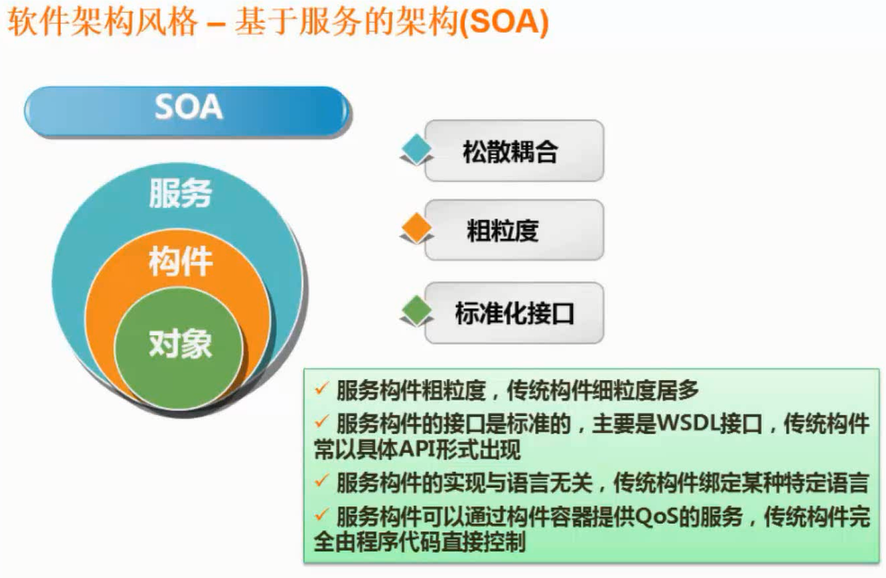 软件架构风格 – 基于服务的架构(SOA)
SOA
服务
构件
对象
松散耦合
粗粒度
标准化接口
服务构件粗粒度，传统构件细粒度居多
服务构件的接口是标准的，主要是WSDL接口，传统构件
常以具体API形式出现
服务构件的实现与语言无关，传统构件绑定某种特定语言
服务构件可以通过构件容器提供QoS的服务，传统构件完
全由程序代码直接控制